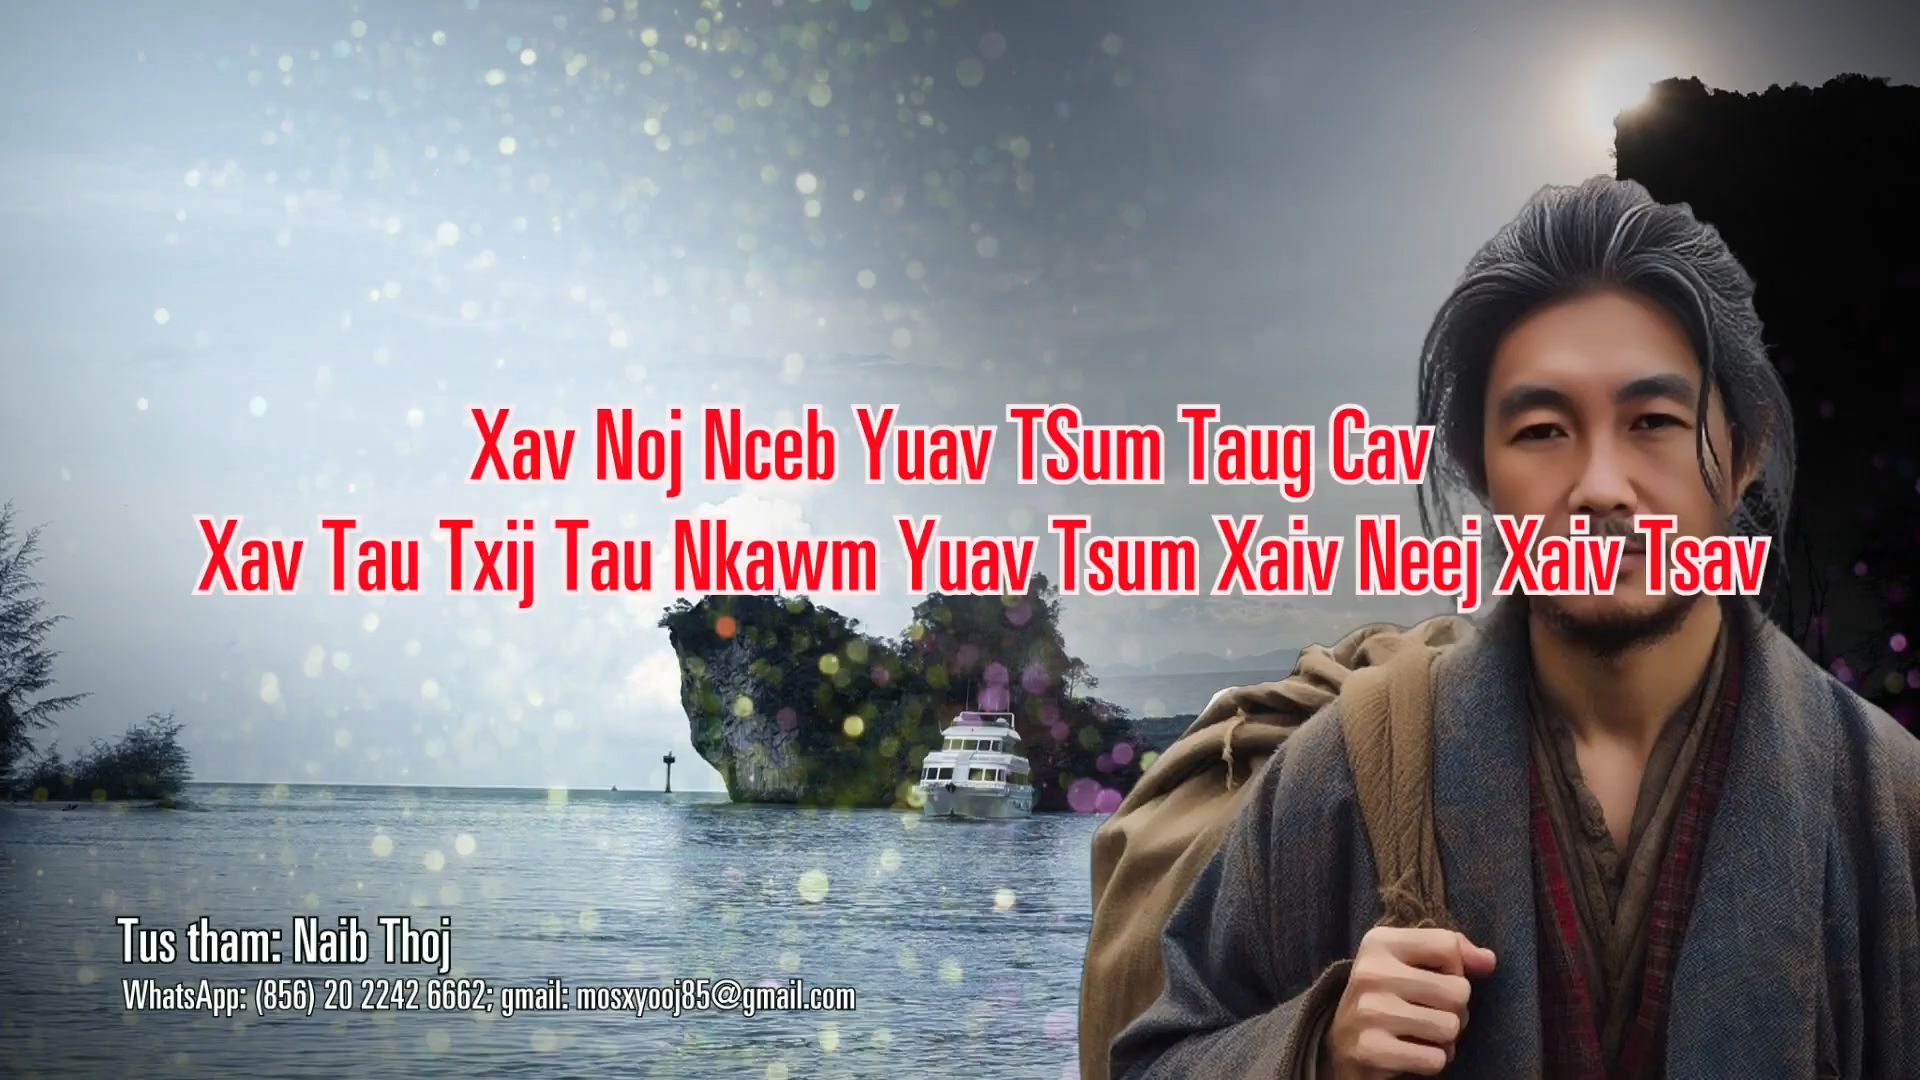 Xav Noj Nceb Yuav TSum Taug Cav
Xav Tau Txij Tau Nkawm Yuav Tsum Xaiv Neej Xaiv Tsav
Tus tham: Naib Thoj
WhatsApp: (856) 20 2242 6662; gmail: mosxyooj85@gmail.com